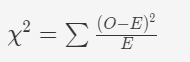 χ² = ∑ (O−E)² / E